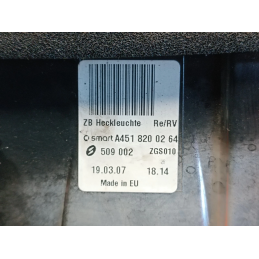 ZB Heckleuchte Re/RV
smart A451 820 02 64
509 002 ZGS010
19.03.07 18.14
Made in EU